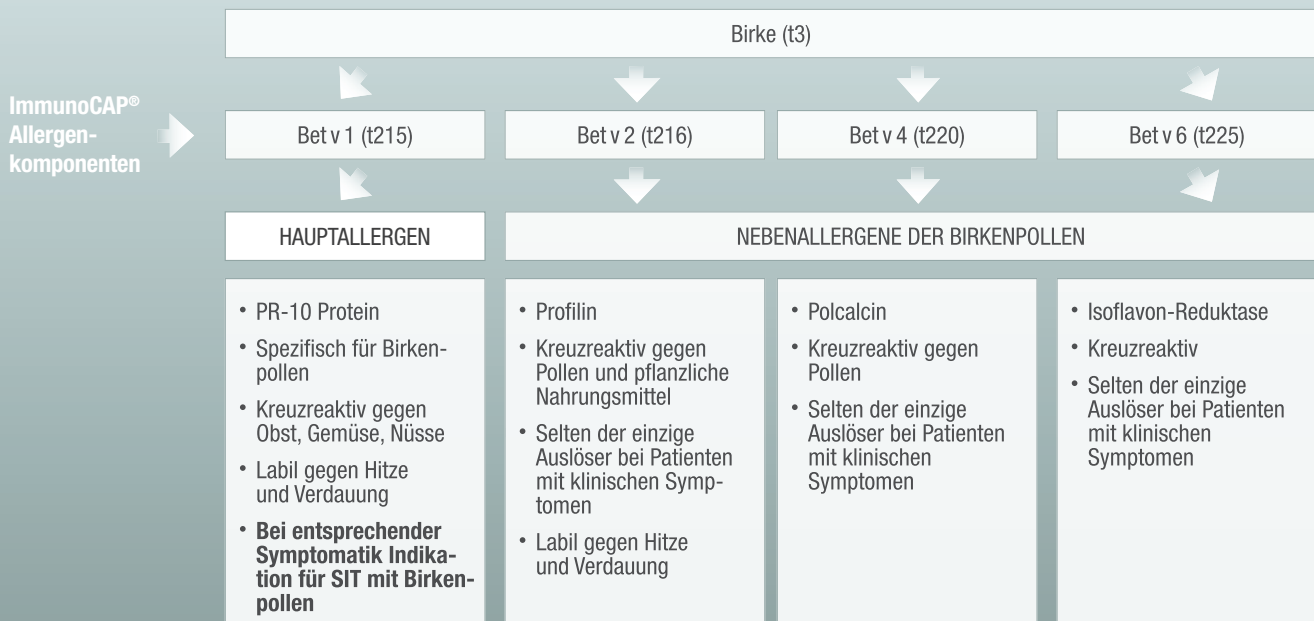 Birke (t3)
ImmunoCAP®
Allergen-
komponenten
Bet v 1 (t215)
Bet v 2 (t216)
Bet v 4 (t220)
Bet v 6 (t225)
HAUPTALLERGEN
NEBENALLERGENE DER BIRKENPOLLEN
• PR-10 Protein
• Spezifisch für Birken-
pollen
• Kreuzreaktiv gegen
Obst, Gemüse, Nüsse
• Labil gegen Hitze
und Verdauung
• Bei entsprechender
Symptomatik Indika-
tion für SIT mit Birken-
pollen
• Profilin
• Kreuzreaktiv gegen
Pollen und pflanzliche
Nahrungsmittel
• Selten der einzige
Auslöser bei Patienten
mit klinischen Symp-
tomen
• Labil gegen Hitze
und Verdauung
• Polcalcin
• Kreuzreaktiv gegen
Pollen
• Selten der einzige
Auslöser bei Patienten
mit klinischen
Symptomen
• Isoflavon-Reduktase
• Kreuzreaktiv
• Selten der einzige
Auslöser bei Patienten
mit klinischen
Symptomen